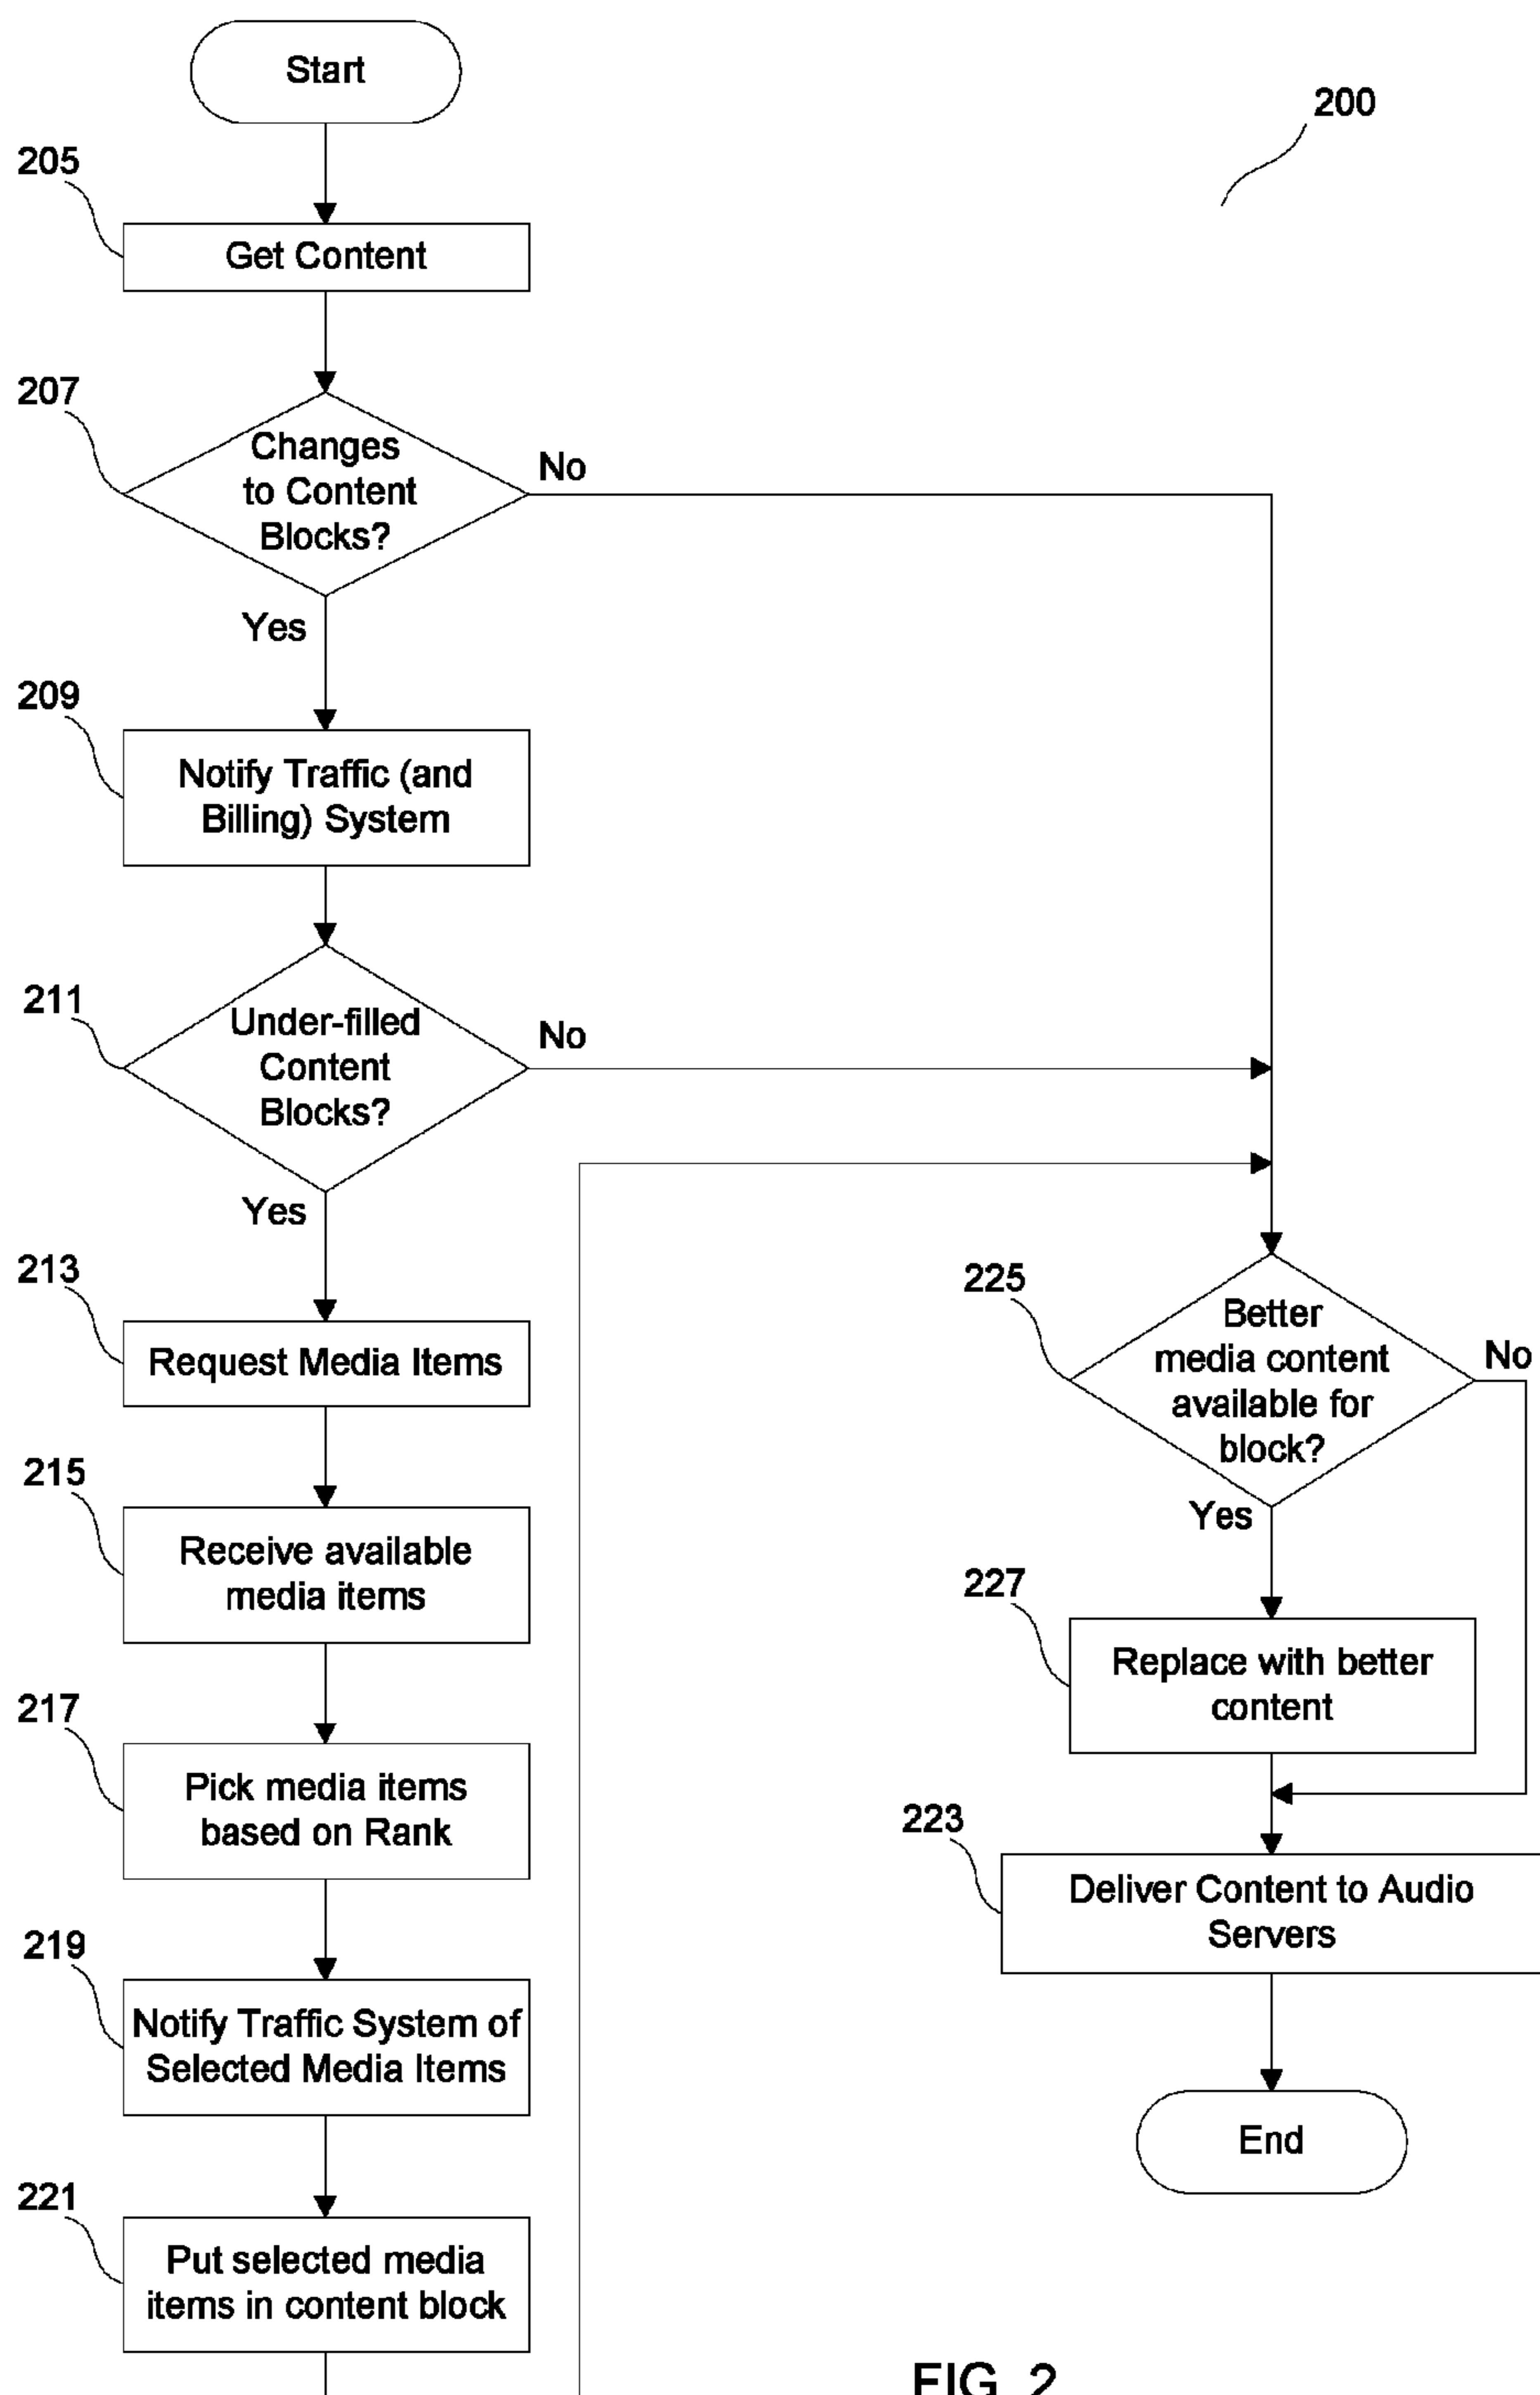 Start
200
205
Get Content
207
Changes
to Content
Blocks?
No
Yes
209
Notify Traffic (and
Billing) System
211
Under-filled
Content
Blocks?
No
Yes
213
Request Media Items
215
Receive available
media items
217
Pick media items
based on Rank
219
Notify Traffic System of
Selected Media Items
221
Put selected media
items in content block
225
Better
media content
available for
block?
No
Yes
227
Replace with better
content
223
Deliver Content to Audio
Servers
End
FIG. 2